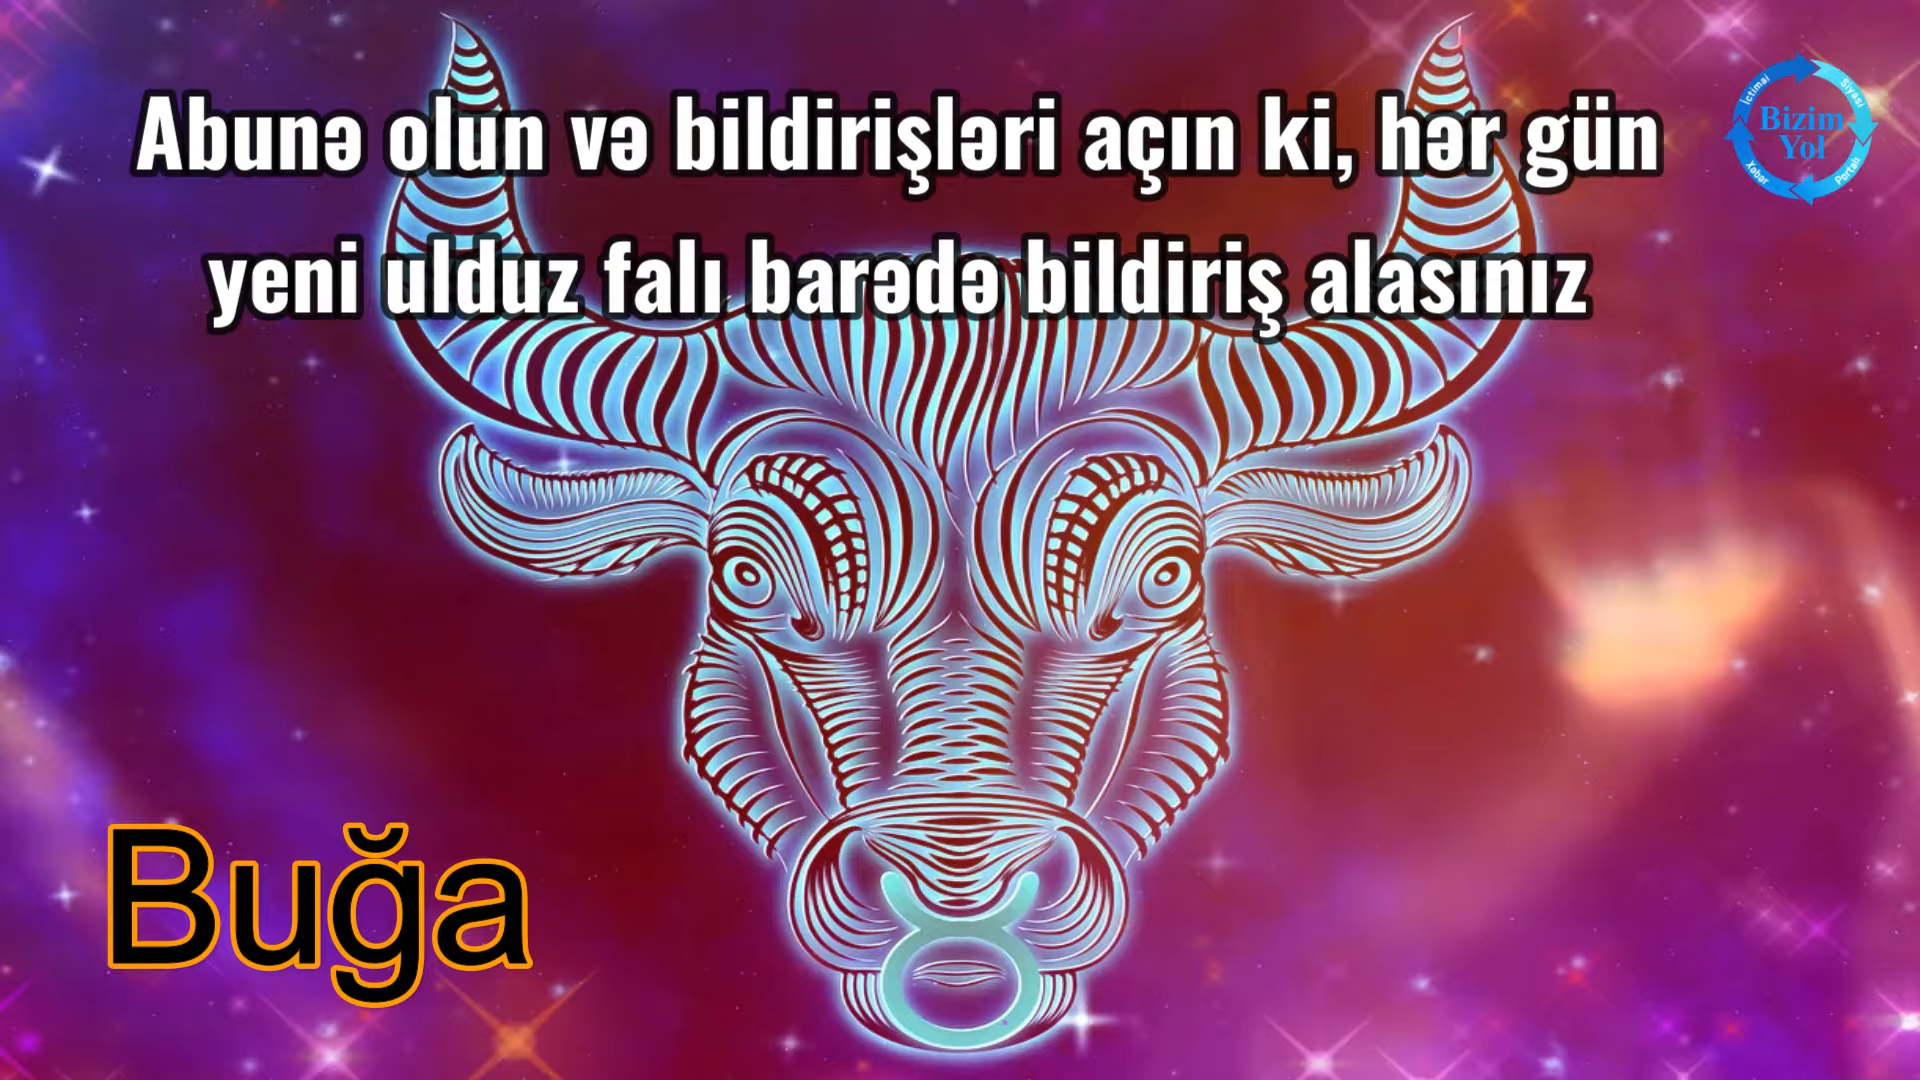 Abunə olun və bildirişləri açın ki, hər gün
yeni ulduz falı barədə bildiriş alasınız
İctimai
Siyasi
Bizim
Yol
Xəbər
Portalı
Buğa